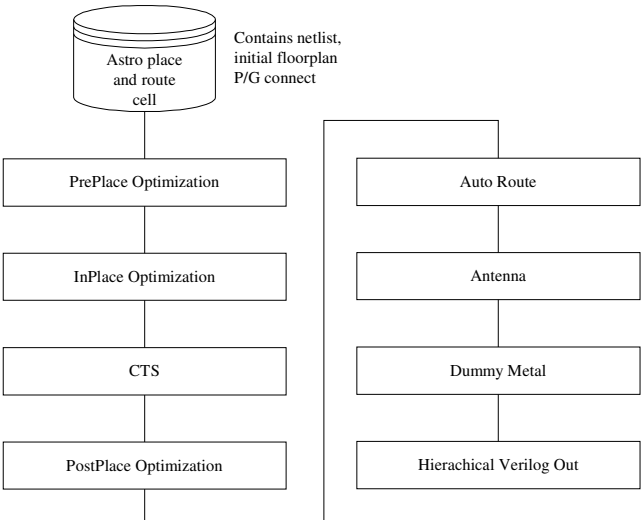 Astro place
and route
cell
Contains netlist,
initial floorplan
P/G connect
PrePlace Optimization
InPlace Optimization
CTS
PostPlace Optimization
Auto Route
Antenna
Dummy Metal
Hierachical Verilog Out